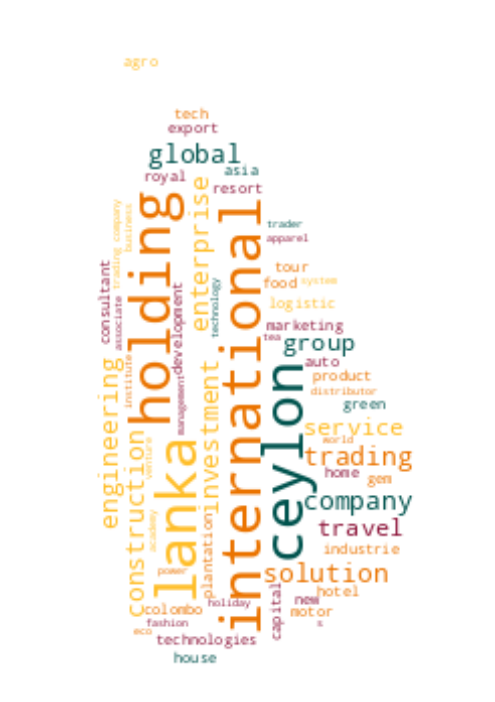 agro
tech
export
global
asia
royal
resort
enterprise
holding
international
trading company
business
trader
apparel
consultant
associate
development
technology
tour
food
system
logistic
marketing
tea
group
auto
product
distributor
green
institute
management
engineering
construction
lanka
investment
ceylon
service
world
trading
home
gem
venture
academy
company
travel
industrie
plantation
power
solution
hotel
holiday
capital
new
motor
s
colombo
fashion
eco
technologies
house